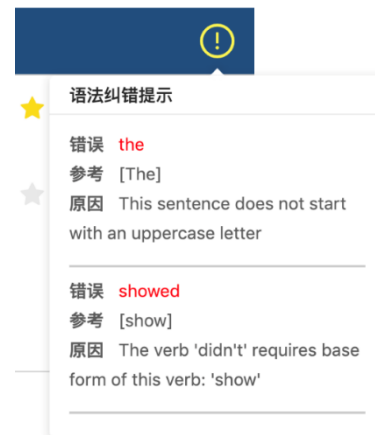 语法纠错提示
错误 the
参考 [The]
原因 This sentence does not start
with an uppercase letter
错误 showed
参考 [show]
原因 The verb 'didn't' requires base
form of this verb: 'show'